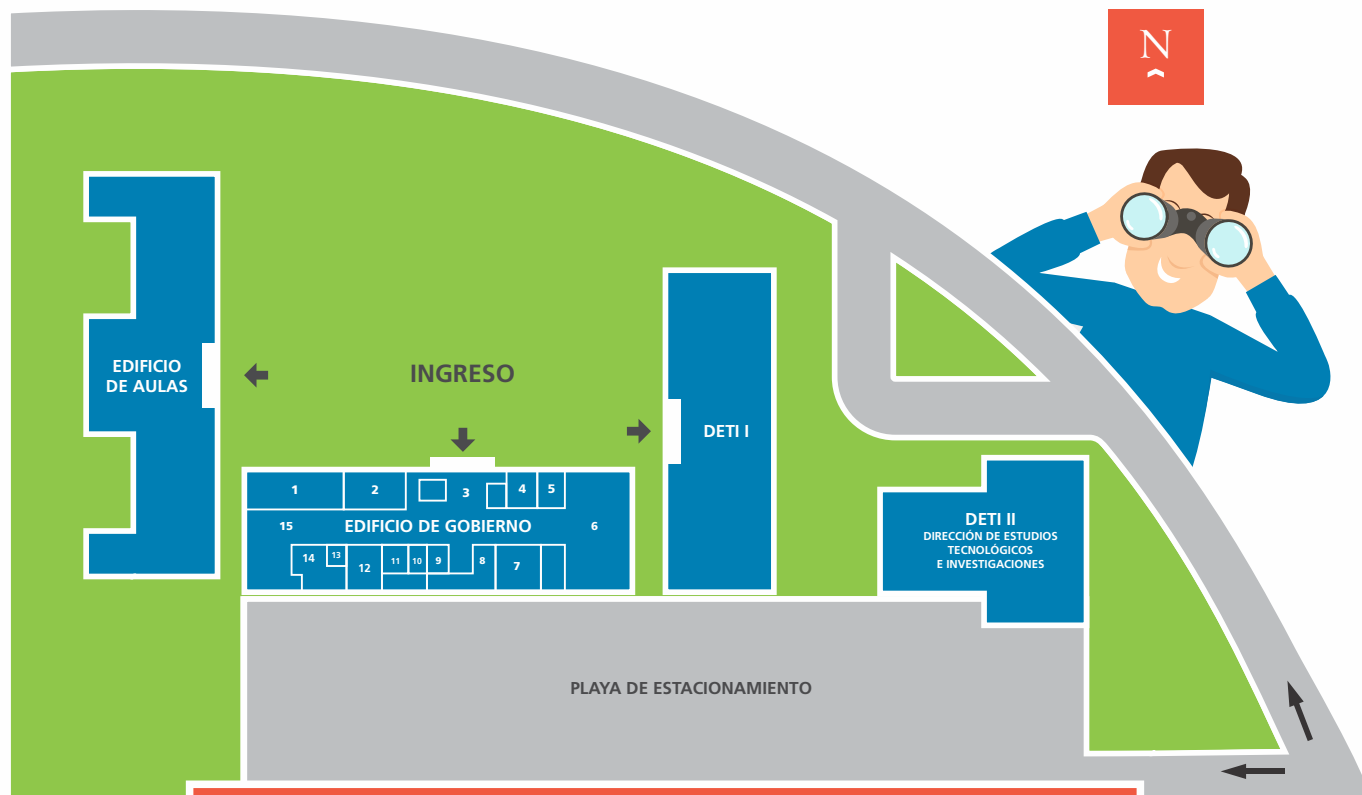 N
EDIFICIO
DE AULAS
INGRESO
DETI I
1
2
3
4
5
15
EDIFICIO DE GOBIERNO
6
14
13
12
11
10
9
8
7
DETI II
DIRECCIÓN DE ESTUDIOS
TECNOLÓGICOS
E INVESTIGACIONES
PLAYA DE ESTACIONAMIENTO